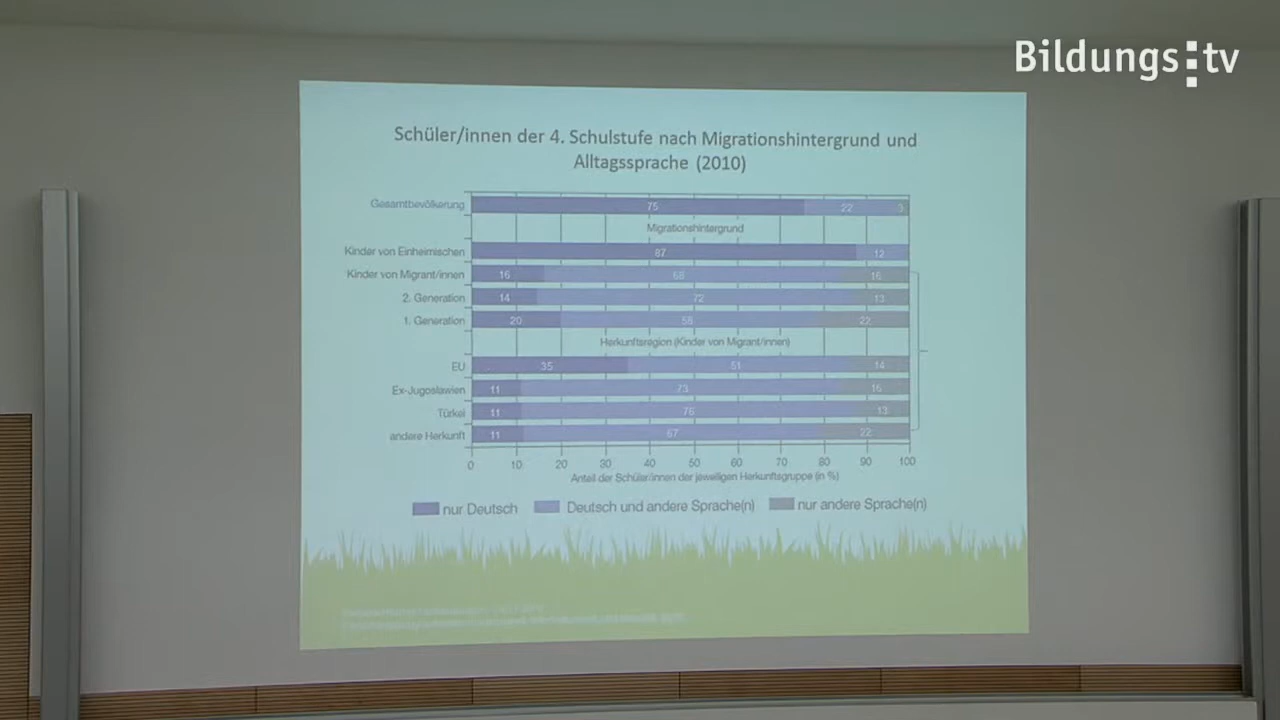 Bildungs:tv
Schüler/innen der 4. Schulstufe nach Migrationshintergrund und
Alltagssprache (2010)
Gesamtbevölkerung 75 22 3
Migrationshintergrund
Kinder von Einheimischen 87 12
Kinder von Migrant/innen 16 68 16
2. Generation 14 72 13
1. Generation 20 58 22
Herkunftsregion (Kinder von Migrant/innen)
EU 35 51 14
Ex-Jugoslawien 11 73 16
Türkei 11 76 13
andere Herkunft 11 67 22
0 10 20 30 40 50 60 70 80 90 100
Anteil der Schüler/innen der jeweiligen Herkunftsgruppe (in %)
nur Deutsch Deutsch und andere Sprache(n) nur andere Sprache(n)